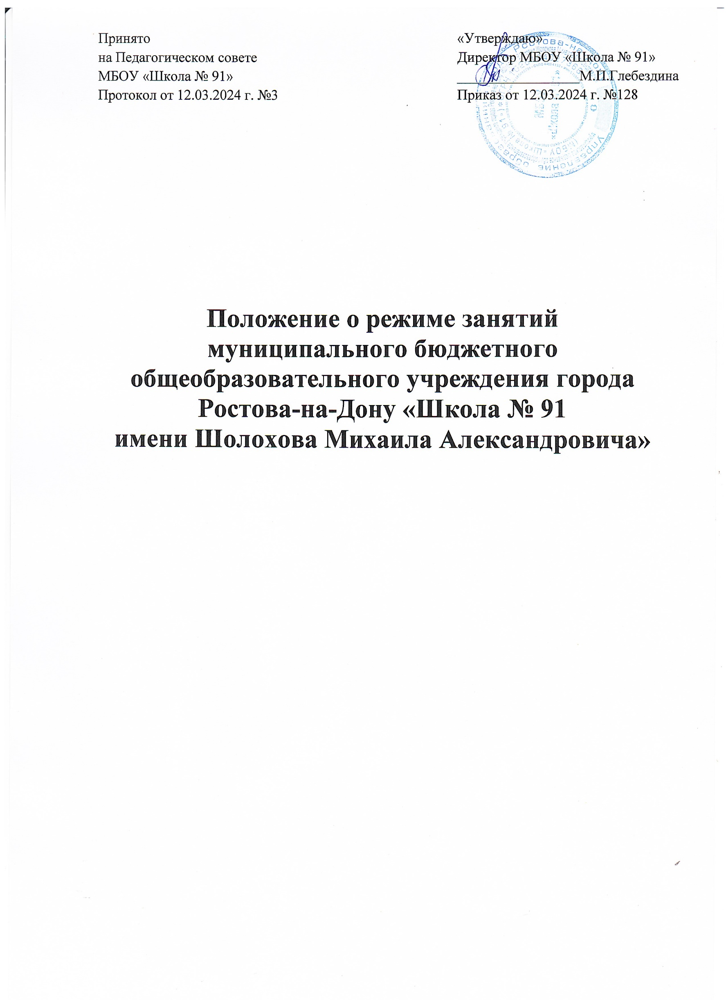 Принято
на Педагогическом совете
МБОУ «Школа № 91»
Протокол от 12.03.2024 г. №3
«Утверждаю»
Директор МБОУ «Школа № 91»
М.П.Глебездина
Приказ от 12.03.2024 г. №128
Положение о режиме занятий
муниципального бюджетного
общеобразовательного учреждения города
Ростова-на-Дону «Школа № 91
имени Шолохова Михаила Александровича»